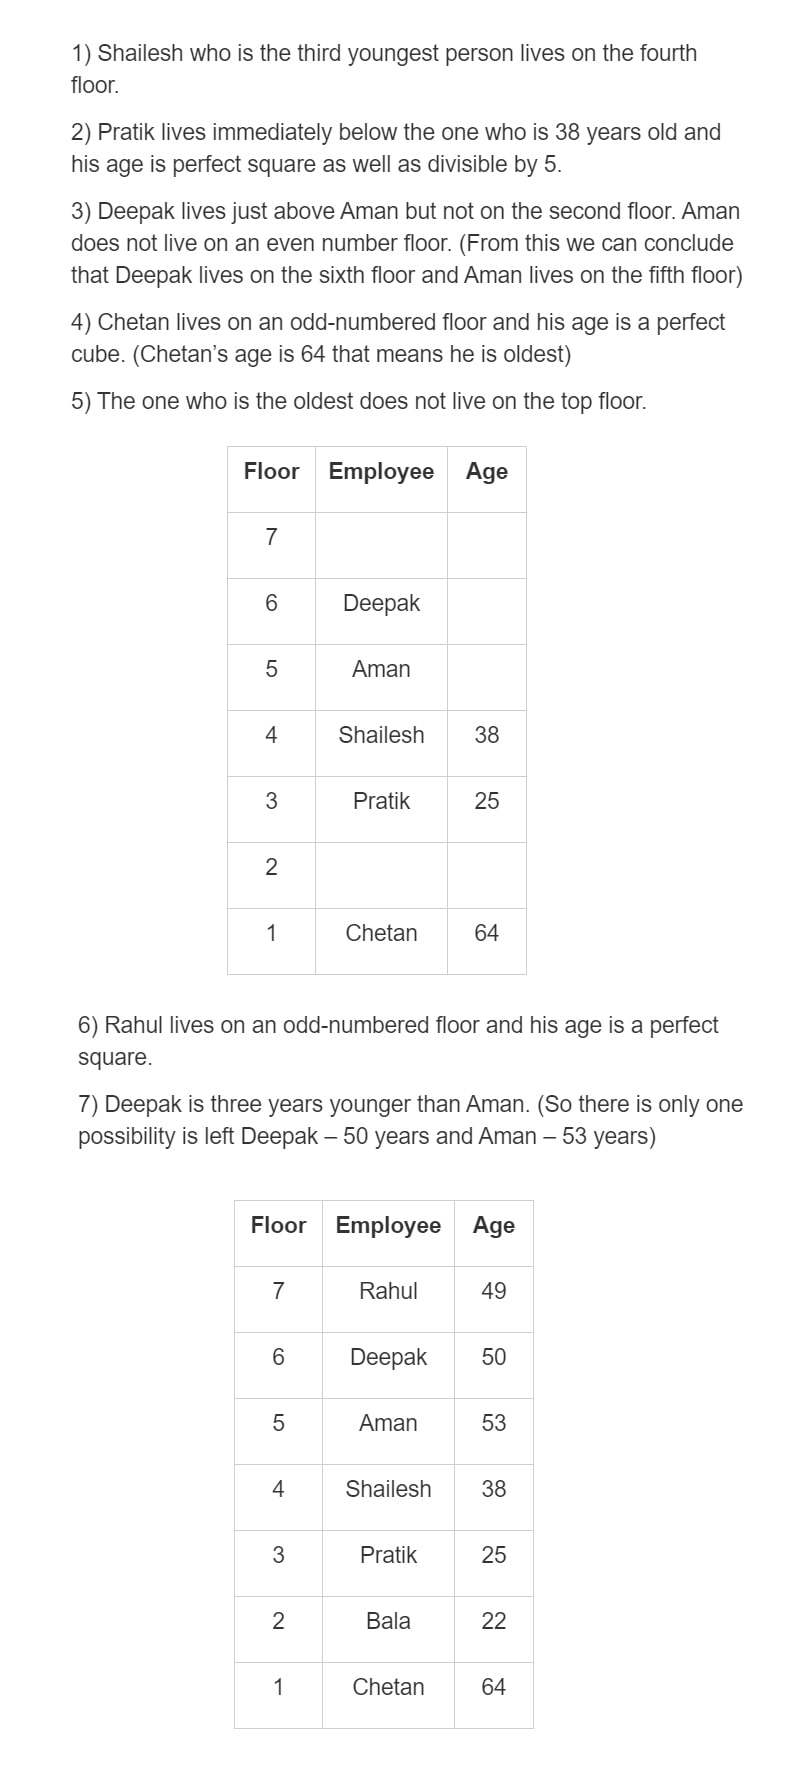 1) Shailesh who is the third youngest person lives on the fourth
floor.
2) Pratik lives immediately below the one who is 38 years old and
his age is perfect square as well as divisible by 5.
3) Deepak lives just above Aman but not on the second floor. Aman
does not live on an even number floor. (From this we can conclude
that Deepak lives on the sixth floor and Aman lives on the fifth floor)
4) Chetan lives on an odd-numbered floor and his age is a perfect
cube. (Chetan’s age is 64 that means he is oldest)
5) The one who is the oldest does not live on the top floor.
Floor Employee Age
7
6 Deepak
5 Aman
4 Shailesh 38
3 Pratik 25
2
1 Chetan 64
6) Rahul lives on an odd-numbered floor and his age is a perfect
square.
7) Deepak is three years younger than Aman. (So there is only one
possibility is left Deepak – 50 years and Aman – 53 years)
Floor Employee Age
7 Rahul 49
6 Deepak 50
5 Aman 53
4 Shailesh 38
3 Pratik 25
2 Bala 22
1 Chetan 64